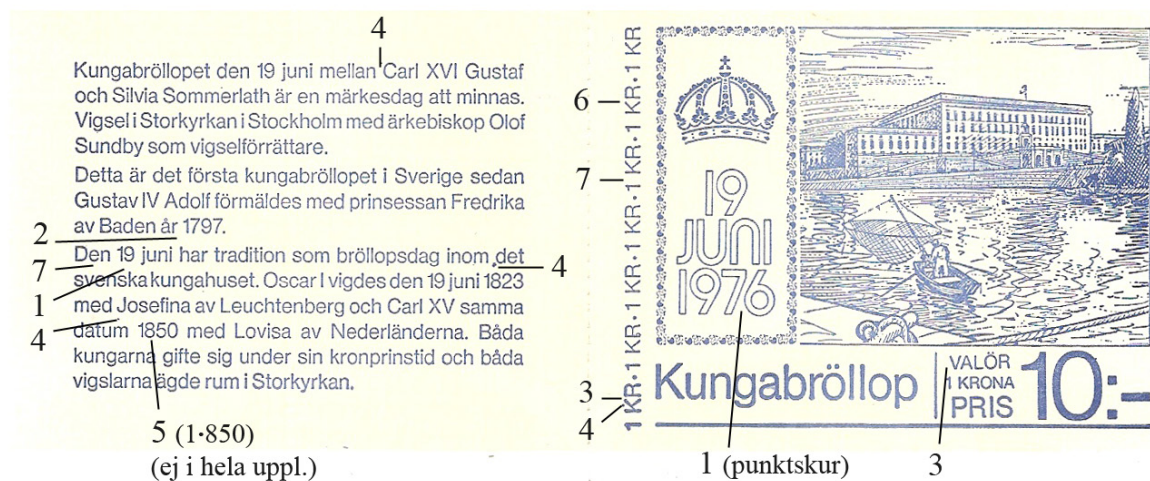 4
Kungabröllopet den 19 juni mellan Carl XVI Gustaf
och Silvia Sommerlath är en märkesdag att minnas.
Vigsel i Storkyrkan i Stockholm med ärkebiskop Olof
Sundby som vigselförrättare.
Detta är det första kungabröllopet i Sverige sedan
Gustav IV Adolf förmäldes med prinsessan Fredrika
av Baden år 1797.
2
Den 19 juni har tradition som bröllopsdag inom det
7
4
svenska kungahuset. Oscar I vigdes den 19 juni 1823
1
med Josefina av Leuchtenberg och Carl XV samma
4
datum 1850 med Lovisa av Nederländerna. Båda
kungarna gifte sig under sin kronprinstid och båda
vigslarna ägde rum i Storkyrkan.
5 (1·850)
(ej i hela uppl.)
1 KR·1 KR·1 KR·1 KR·1 KR·1 KR·1 KR
6
7
3
4
19
JUNI
1976
Kungabröllop
VALÖR
1 KRONA
PRIS
10:-
1 (punktskur)
3